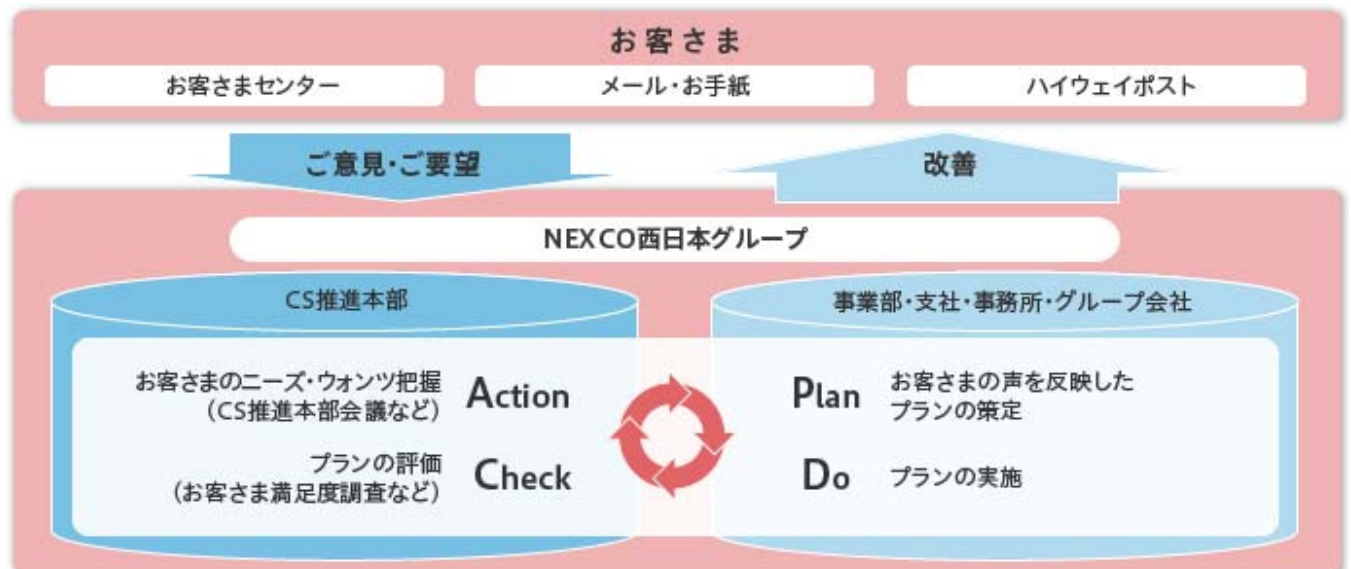 お客さま
お客さまセンター
メール・お手紙
ハイウェイポスト
ご意見・ご要望
改善
NEXCO西日本グループ
CS推進本部
事業部・支社・事務所・グループ会社
お客さまのニーズ・ウォンツ把握
（CS推進本部会議など）
Action
プランの評価
（お客さま満足度調査など）
Check
Plan
お客さまの声を反映した
プランの策定
Do
プランの実施